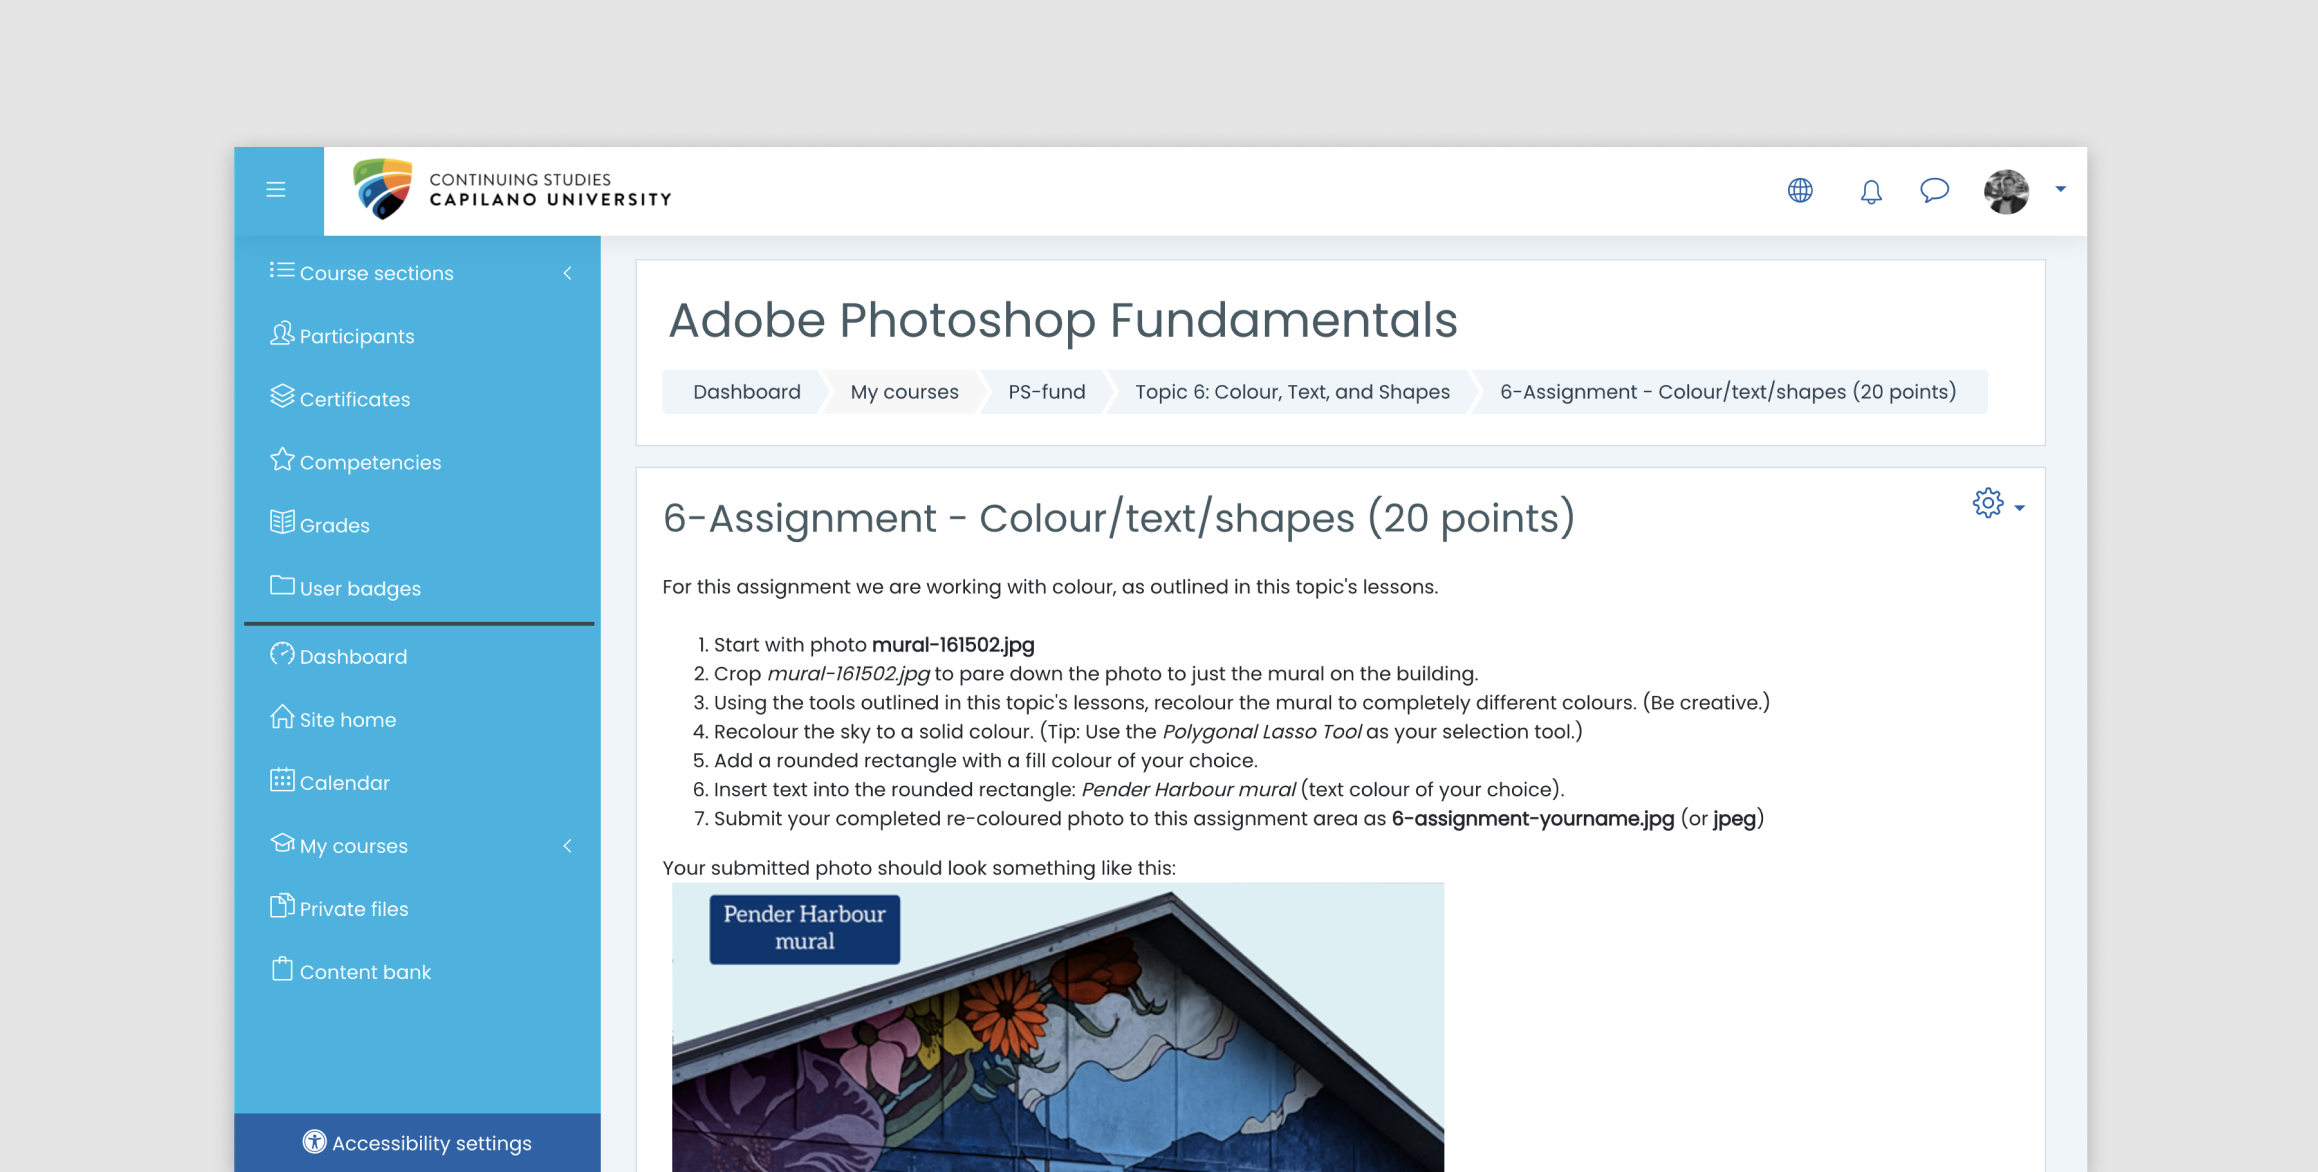 CONTINUING STUDIES
CAPILANO UNIVERSITY
Course sections
Participants
Certificates
Competencies
Grades
User badges
Dashboard
Site home
Calendar
My courses
Private files
Content bank
Accessibility settings
Adobe Photoshop Fundamentals
Dashboard
My courses
PS-fund
Topic 6: Colour, Text, and Shapes
6-Assignment - Colour/text/shapes (20 points)
6-Assignment - Colour/text/shapes (20 points)
For this assignment we are working with colour, as outlined in this topic's lessons.
1. Start with photo mural-161502.jpg
2. Crop mural-161502.jpg to pare down the photo to just the mural on the building.
3. Using the tools outlined in this topic's lessons, recolour the mural to completely different colours. (Be creative.)
4. Recolour the sky to a solid colour. (Tip: Use the Polygonal Lasso Tool as your selection tool.)
5. Add a rounded rectangle with a fill colour of your choice.
6. Insert text into the rounded rectangle: Pender Harbour mural (text colour of your choice).
7. Submit your completed re-coloured photo to this assignment area as 6-assignment-yourname.jpg (or jpeg)
Your submitted photo should look something like this:
Pender Harbour
mural